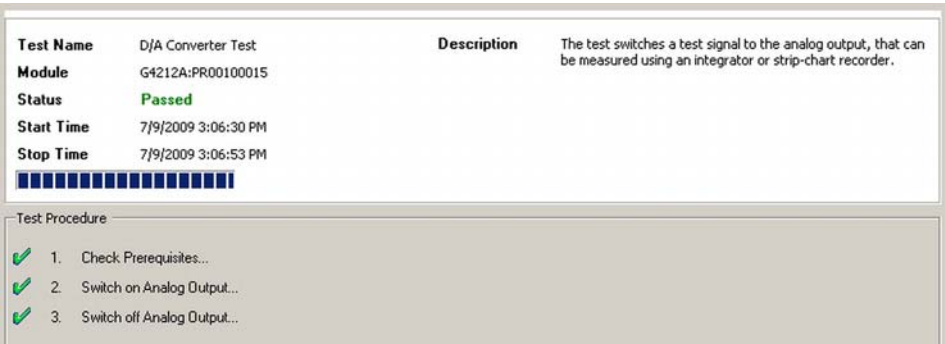 Test Name D/A Converter Test Description The test switches a test signal to the analog output, that can
be measured using an integrator or strip-chart recorder.
Module G4212A:PR00100015
Status Passed
Start Time 7/9/2009 3:06:30 PM
Stop Time 7/9/2009 3:06:53 PM
Test Procedure
1. Check Prerequisites...
2. Switch on Analog Output...
3. Switch off Analog Output...